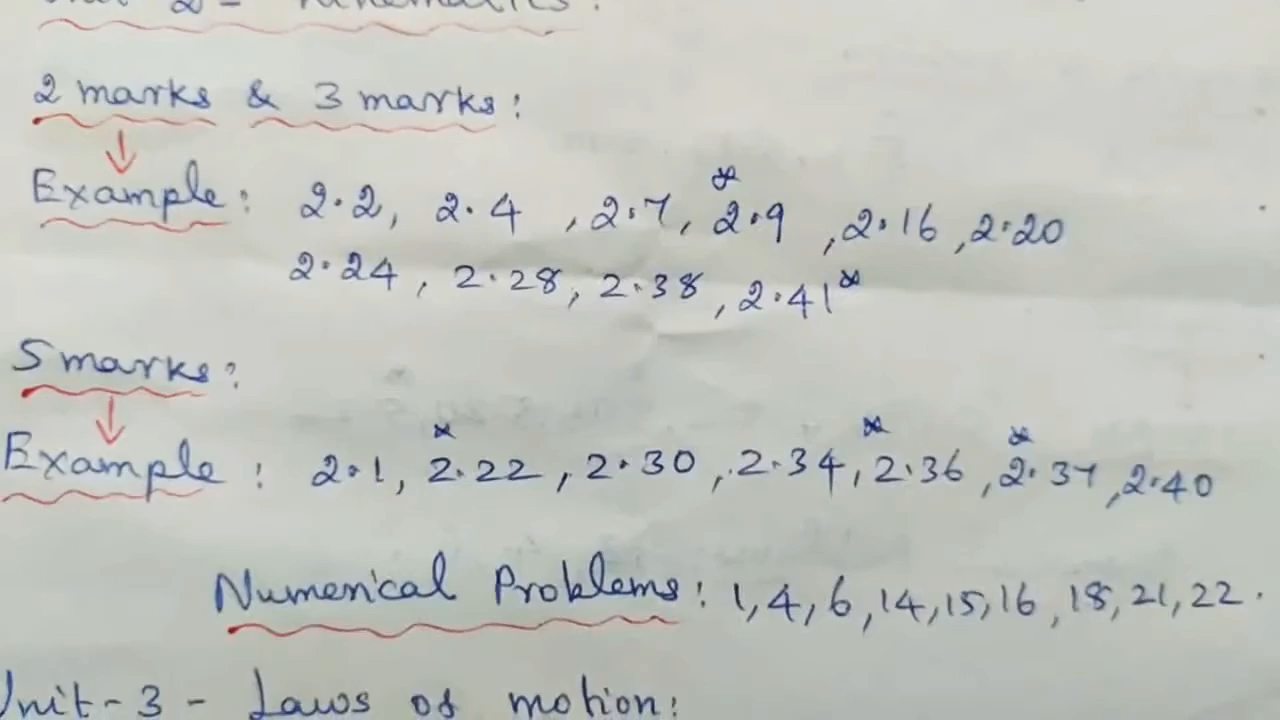 Unit 2 - Kinematics:
2 marks & 3 marks:
Example: 2.2, 2.4, 2.7, 2.9, 2.16, 2.20
2.24, 2.28, 2.38, 2.41*
5 marks:
Example: 2.1, 2.22, 2.30, 2.34, 2.36, 2.37, 2.40
Numerical Problems: 1, 4, 6, 14, 15, 16, 18, 21, 22.
Unit-3 - Laws of motion: